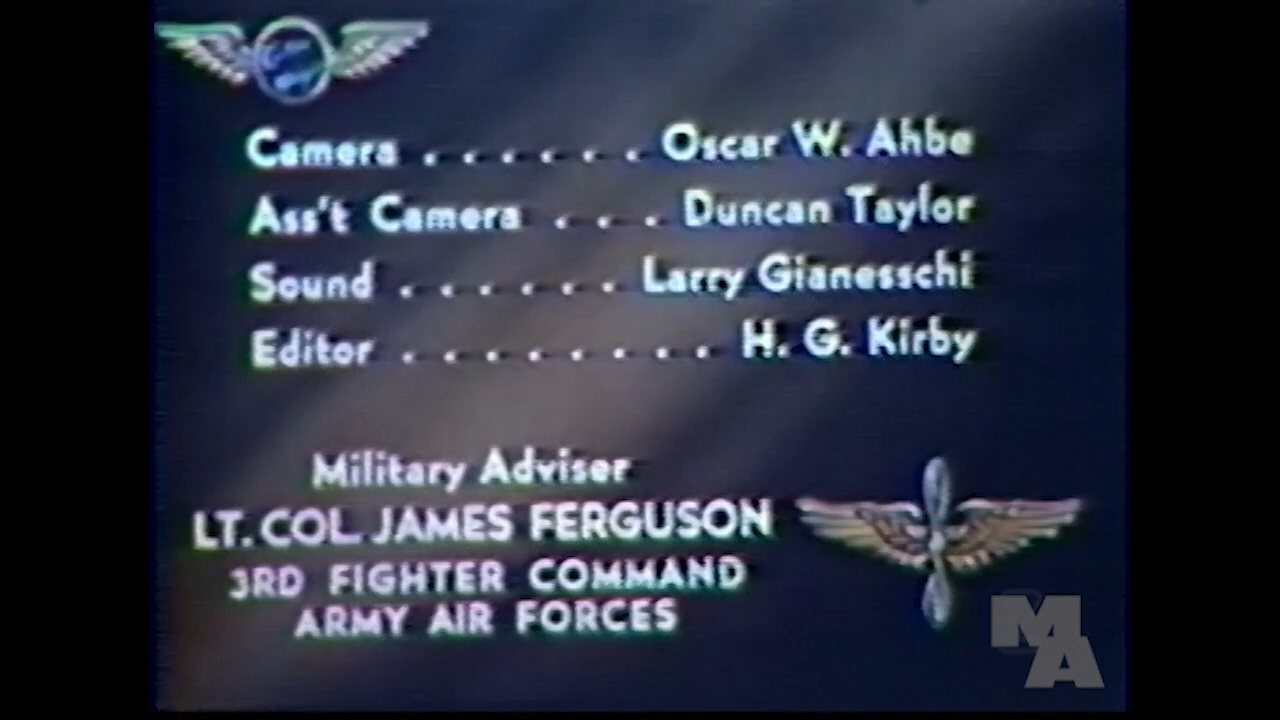 Camera . . . . . . Oscar W. Ahbe
Ass't Camera . . . Duncan Taylor
Sound . . . . . . Larry Gianesschi
Editor . . . . . . . . H. G. Kirby
Military Adviser
LT. COL. JAMES FERGUSON
3RD FIGHTER COMMAND
ARMY AIR FORCES
MA